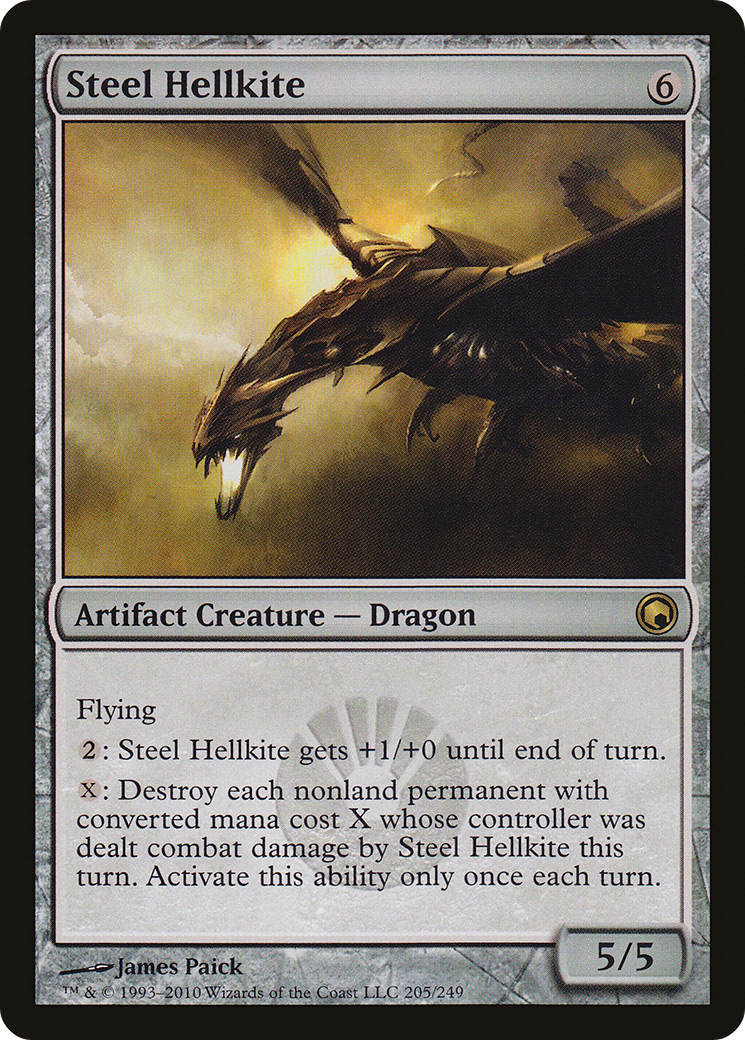 Steel Hellkite
6
Artifact Creature — Dragon
Flying
2: Steel Hellkite gets +1/+0 until end of turn.
X: Destroy each nonland permanent with
converted mana cost X whose controller was
dealt combat damage by Steel Hellkite this
turn. Activate this ability only once each turn.
5/5
James Paick
™ & © 1993–2010 Wizards of the Coast LLC 205/249